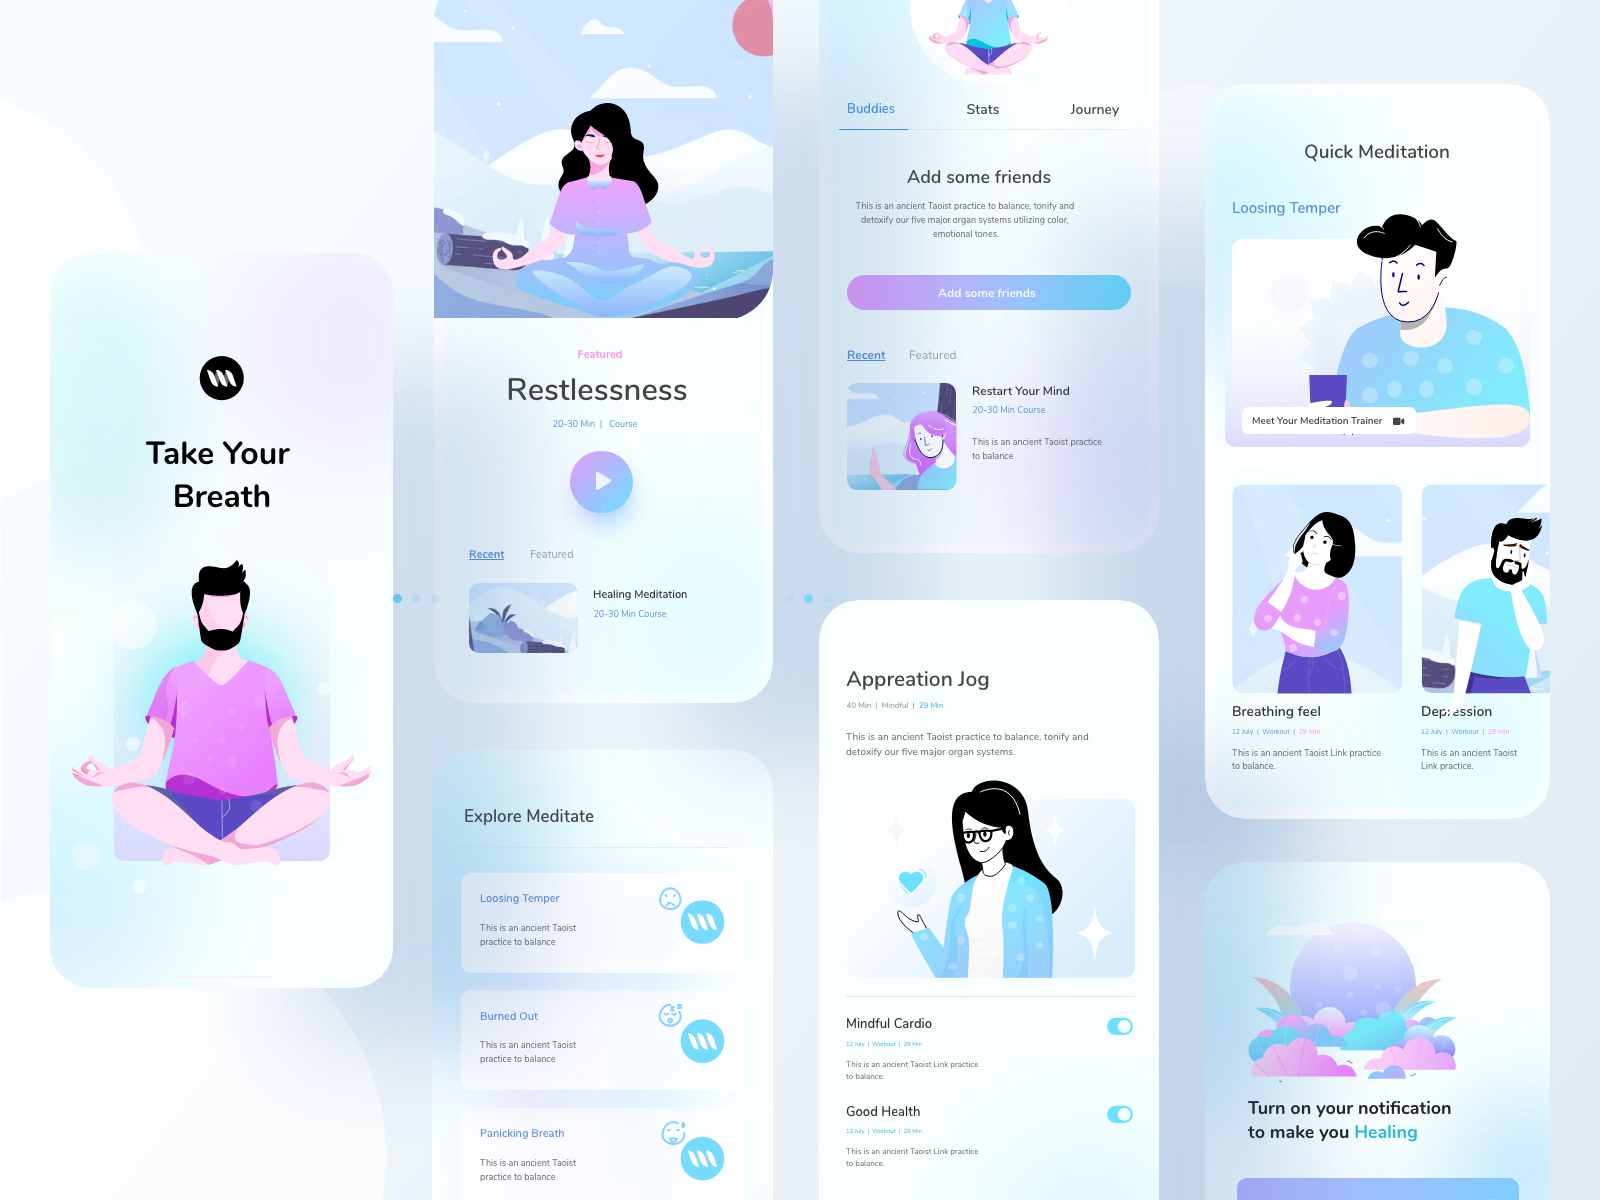 Take Your
Breath
Featured
Restlessness
20-30 Min | Course
Recent Featured
Healing Meditation
20-30 Min Course
Explore Meditate
Loosing Temper
This is an ancient Taoist
practice to balance
Burned Out
This is an ancient Taoist
practice to balance
Panicking Breath
This is an ancient Taoist
practice to balance
Buddies Stats Journey
Add some friends
This is an ancient Taoist practice to balance, tonify and
detoxify our five major organ systems utilizing color,
emotional tones.
Add some friends
Recent Featured
Restart Your Mind
20-30 Min Course
This is an ancient Taoist practice
to balance
Appreation Jog
40 Min | Mindful | 29 Min
This is an ancient Taoist practice to balance, tonify and
detoxify our five major organ systems.
Mindful Cardio
12 July | Workout | 29 Min
This is an ancient Taoist Link practice
to balance.
Good Health
12 July | Workout | 29 Min
This is an ancient Taoist Link practice
to balance.
Quick Meditation
Loosing Temper
Meet Your Meditation Trainer
Breathing feel
12 July | Workout | 29 Min
This is an ancient Taoist Link practice
to balance.
Depression
12 July | Workout | 29 Min
This is an ancient Taoist
Link practice.
Turn on your notification
to make you Healing